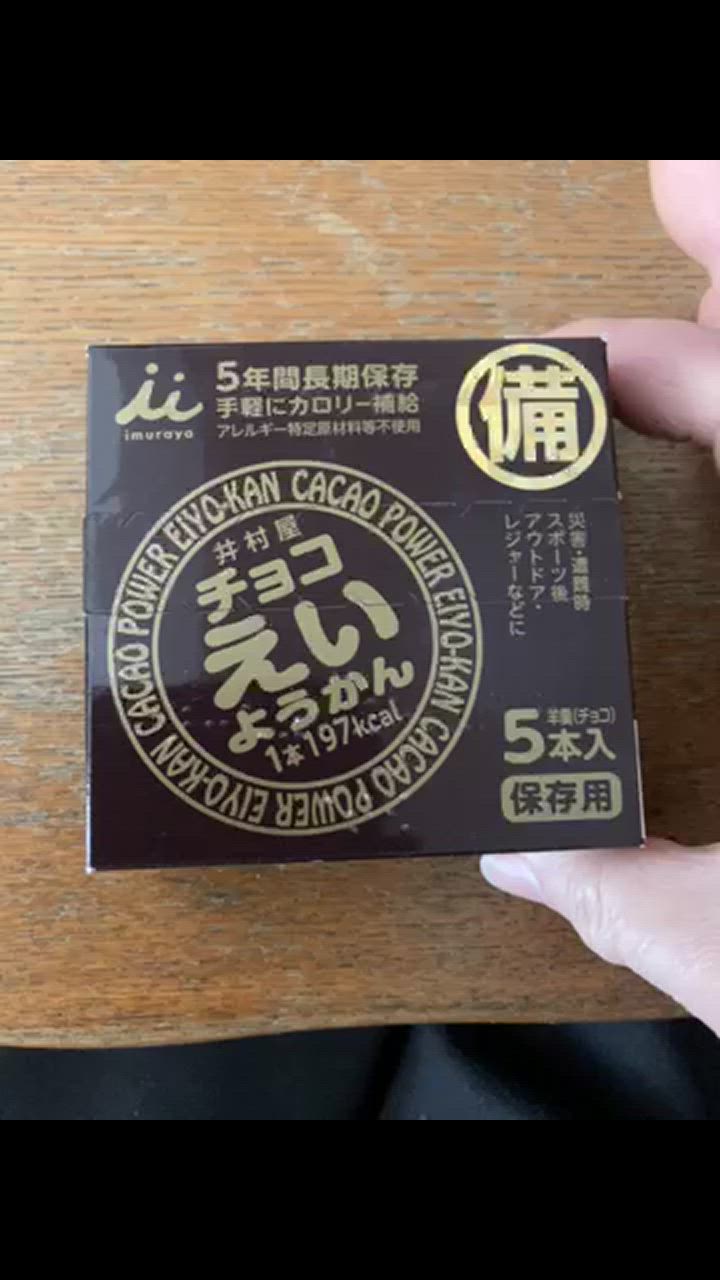 imuraya
5年間長期保存
手軽にカロリー補給
アレルギー特定原材料等不使用
備
CACAO POWER EIYO-KAN CACAO POWER EIYO-KAN CACAO POWER EIYO-KAN
井村屋
チョコ
えい
ようかん
1本197kcal
災害・遭難時
スポーツ後
アウトドア・
レジャーなどに
羊羹(チョコ)
5本入
保存用